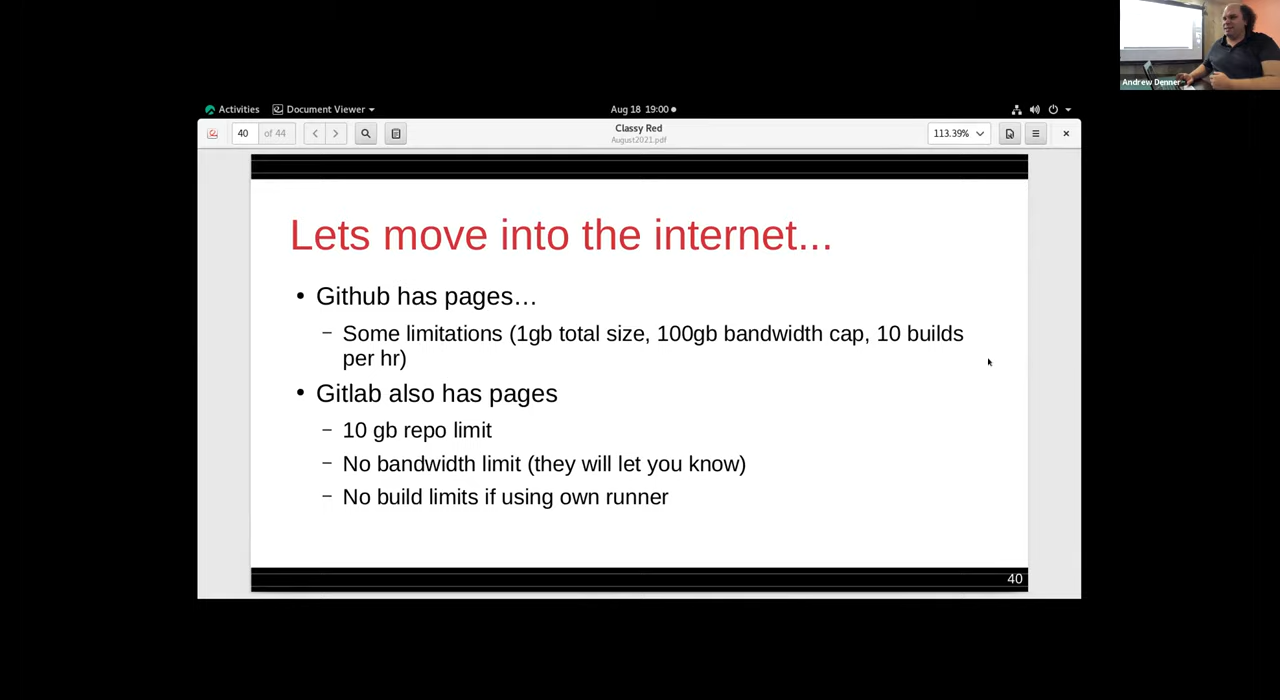 Andrew Denner
Activities
Document Viewer
Aug 18 19:00
40 of 44
Classy Red
August2021.pdf
113.39%
Lets move into the internet...
• Github has pages…
– Some limitations (1gb total size, 100gb bandwidth cap, 10 builds
per hr)
• Gitlab also has pages
– 10 gb repo limit
– No bandwidth limit (they will let you know)
– No build limits if using own runner
40